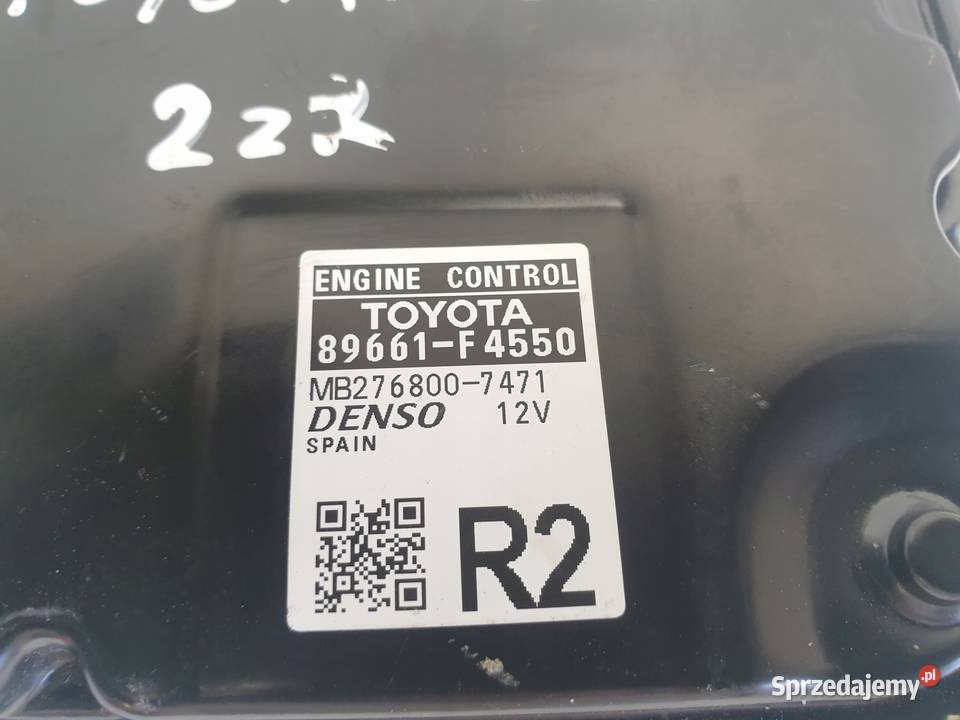 2zR
ENGINE CONTROL
TOYOTA
89661-F4550
MB276800-7471
DENSO 12V
SPAIN
R2
Sprzedajemy.pl